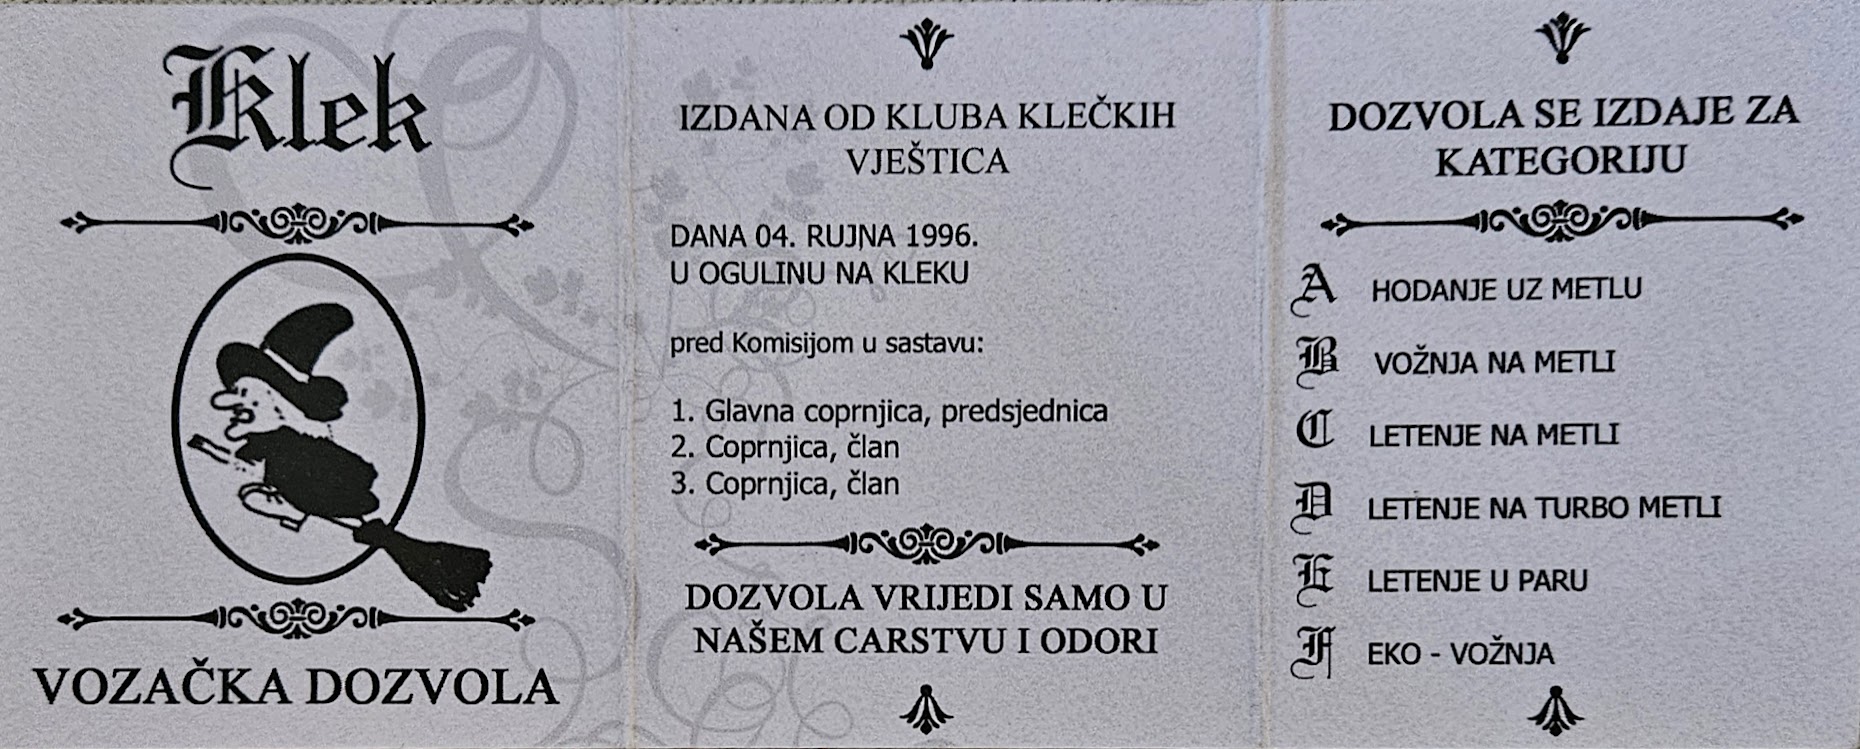 Klek
VOZAČKA DOZVOLA
IZDANA OD KLUBA KLEČKIH
VJEŠTICA
DANA 04. RUJNA 1996.
U OGULINU NA KLEKU
pred Komisijom u sastavu:
1. Glavna coprnjica, predsjednica
2. Coprnjica, član
3. Coprnjica, član
DOZVOLA VRIJEDI SAMO U
NAŠEM CARSTVU I ODORI
DOZVOLA SE IZDAJE ZA
KATEGORIJU
A HODANJE UZ METLU
B VOŽNJA NA METLI
C LETENJE NA METLI
D LETENJE NA TURBO METLI
E LETENJE U PARU
F EKO - VOŽNJA